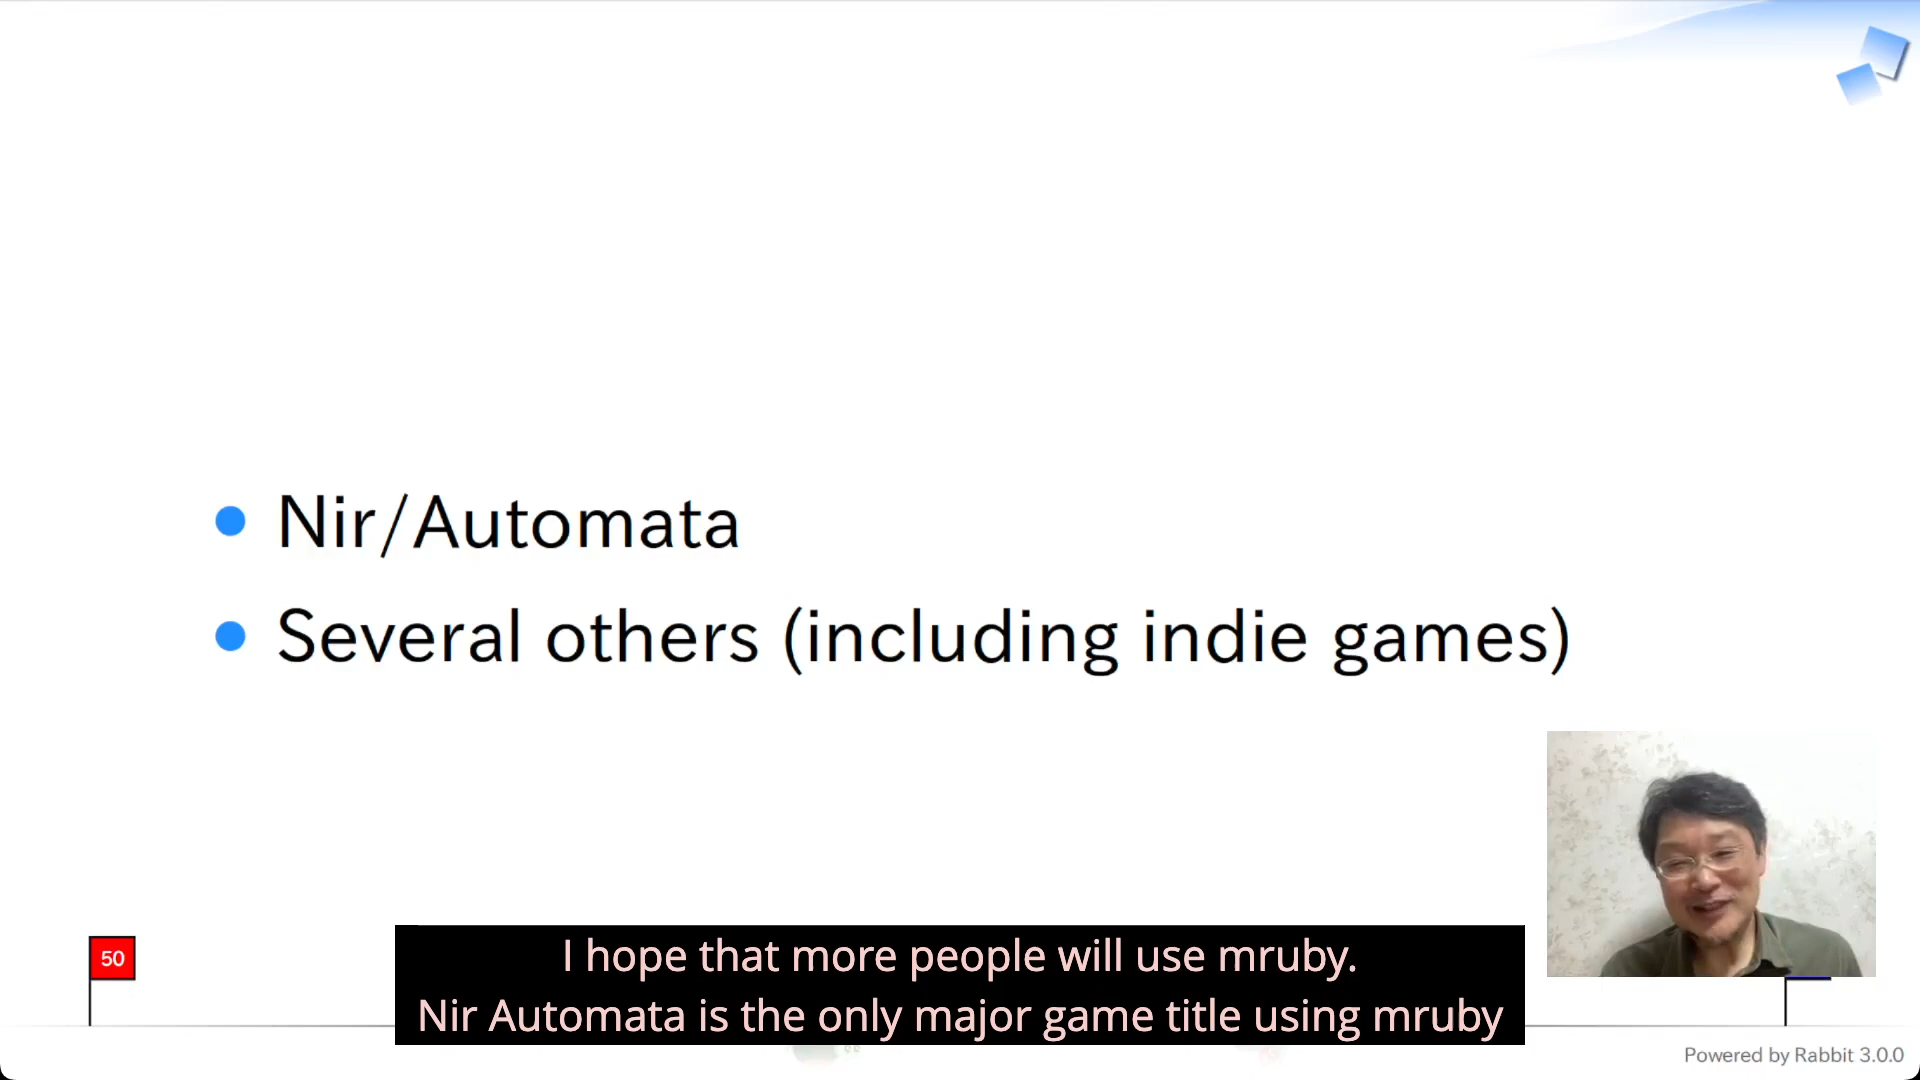 Nir/Automata
Several others (including indie games)
50
I hope that more people will use mruby.
Nir Automata is the only major game title using mruby
Powered by Rabbit 3.0.0